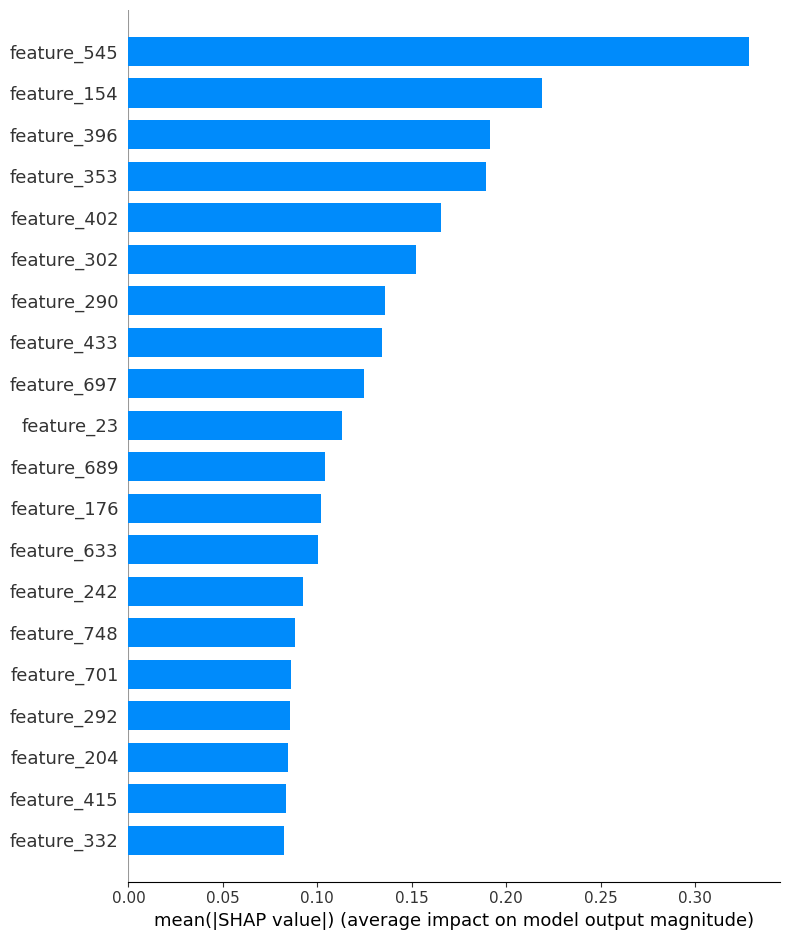 feature_545
feature_154
feature_396
feature_353
feature_402
feature_302
feature_290
feature_433
feature_697
feature_23
feature_689
feature_176
feature_633
feature_242
feature_748
feature_701
feature_292
feature_204
feature_415
feature_332
0.00 0.05 0.10 0.15 0.20 0.25 0.30
mean(|SHAP value|) (average impact on model output magnitude)